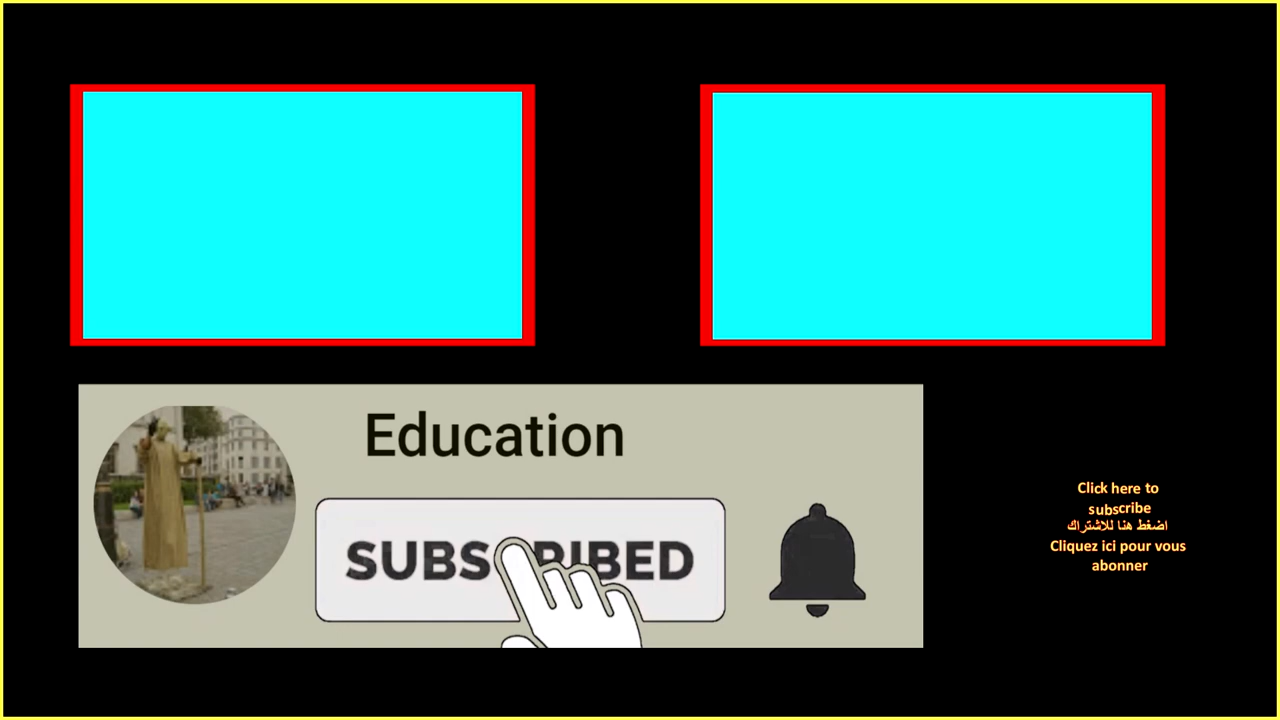 Education
SUBSCRIBED
Click here to
subscribe
اضغط هنا للاشتراك
Cliquez ici pour vous
abonner